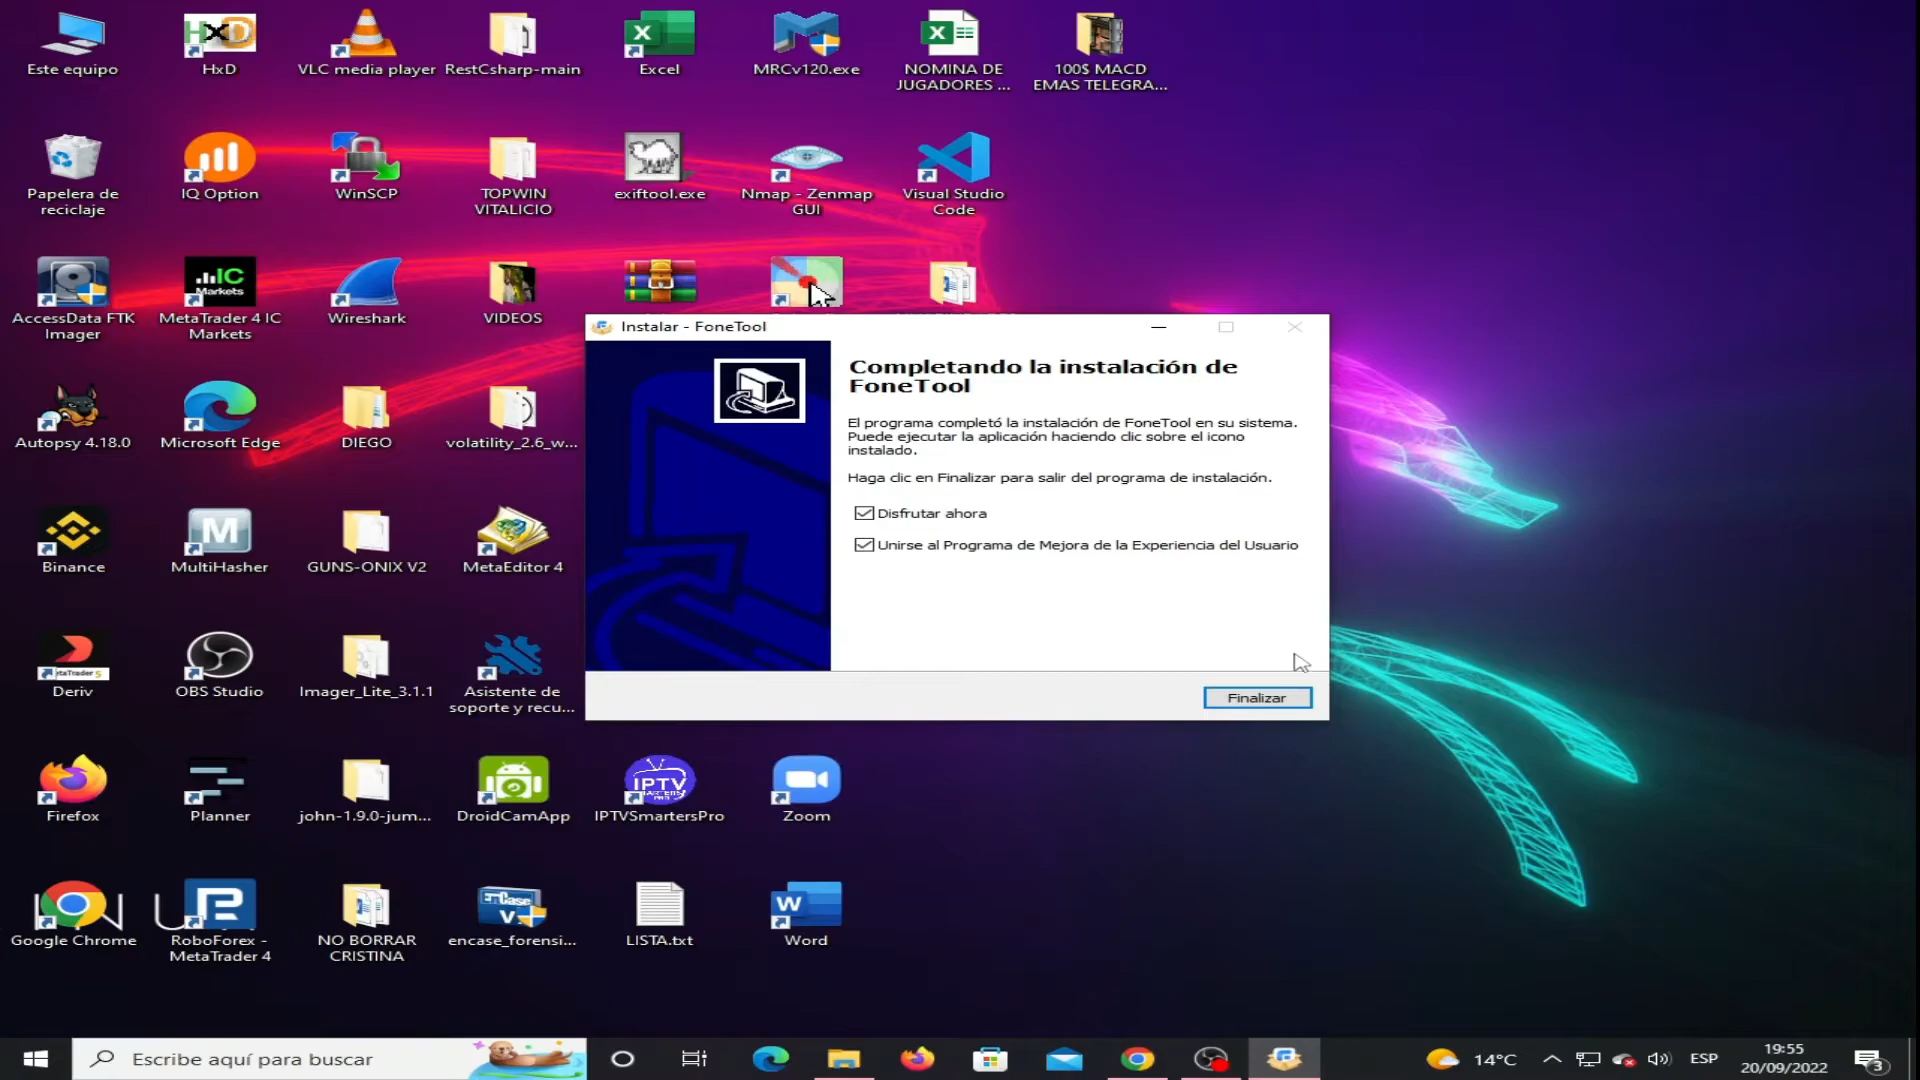 Este equipo
HxD
HxD
VLC media player
RestCsharp-main
Excel
MRCv120.exe
NOMINA DE
JUGADORES ...
100$ MACD
EMAS TELEGRA...
Papelera de
reciclaje
IQ Option
WinSCP
TOPWIN
VITALICIO
exiftool.exe
Nmap - Zenmap
GUI
Visual Studio
Code
AccessData FTK
Imager
IC
Markets
MetaTrader 4 IC
Markets
Wireshark
VIDEOS
Autopsy 4.18.0
Microsoft Edge
DIEGO
volatility_2.6_w...
Instalar - FoneTool
Completando la instalación de
FoneTool
El programa completó la instalación de FoneTool en su sistema.
Puede ejecutar la aplicación haciendo clic sobre el icono
instalado.
Haga clic en Finalizar para salir del programa de instalación.
Disfrutar ahora
Unirse al Programa de Mejora de la Experiencia del Usuario
Finalizar
Binance
M
MultiHasher
GUNS-ONIX V2
MetaEditor 4
Deriv
OBS Studio
Imager_Lite_3.1.1
Asistente de
soporte y recu...
Firefox
Planner
john-1.9.0-jum...
DroidCamApp
IPTV
IPTVSmartersPro
Zoom
Google Chrome
RoboForex -
MetaTrader 4
NO BORRAR
CRISTINA
EnCase
encase_forensi...
LISTA.txt
W
Word
Escribe aquí para buscar
14°C
ESP
19:55
20/09/2022
3